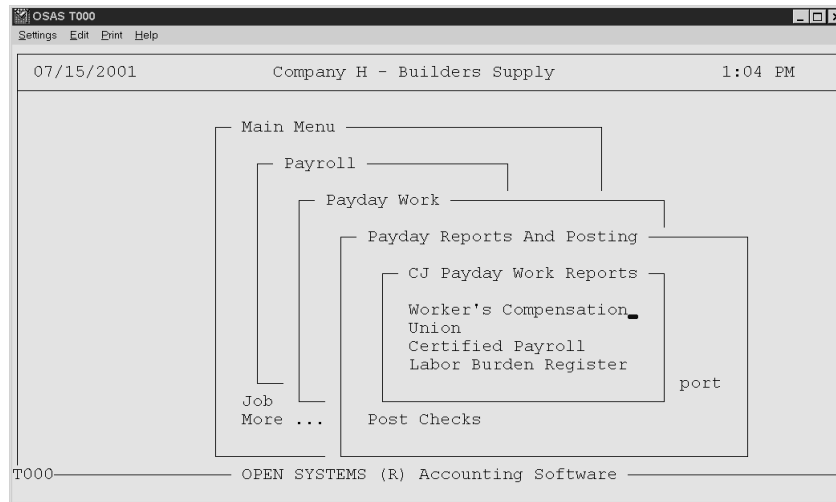 OSAS T000
Settings Edit Print Help
07/15/2001 Company H - Builders Supply 1:04 PM
Main Menu
Payroll
Payday Work
Payday Reports And Posting
CJ Payday Work Reports
Worker's Compensation
Union
Certified Payroll
Labor Burden Register
port
Job
More ... Post Checks
T000 OPEN SYSTEMS (R) Accounting Software